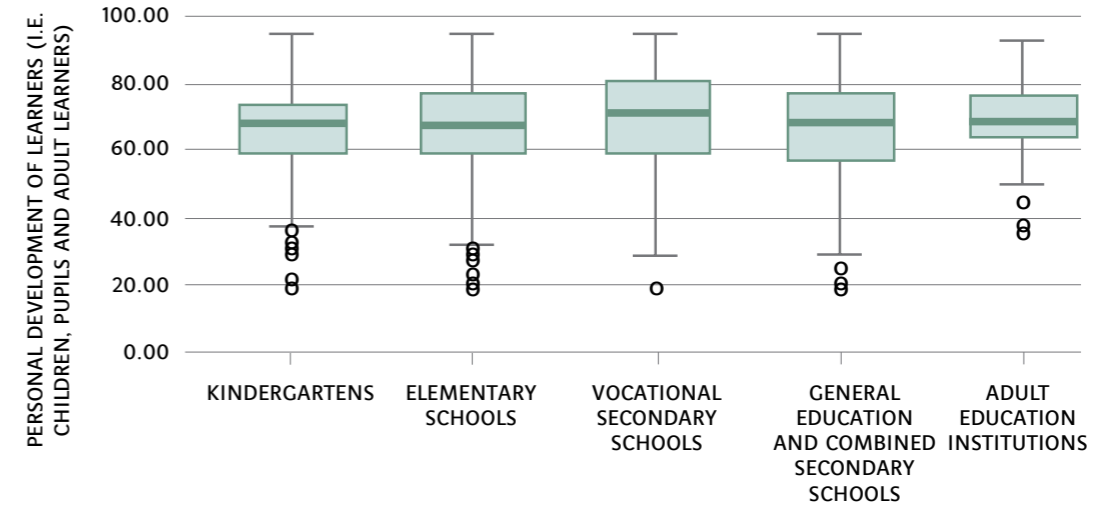 PERSONAL DEVELOPMENT OF LEARNERS (I.E.
CHILDREN, PUPILS AND ADULT LEARNERS)
100.00
80.00
60.00
40.00
20.00
0.00
KINDERGARTENS
ELEMENTARY
SCHOOLS
VOCATIONAL
SECONDARY
SCHOOLS
GENERAL
EDUCATION
AND COMBINED
SECONDARY
SCHOOLS
ADULT
EDUCATION
INSTITUTIONS